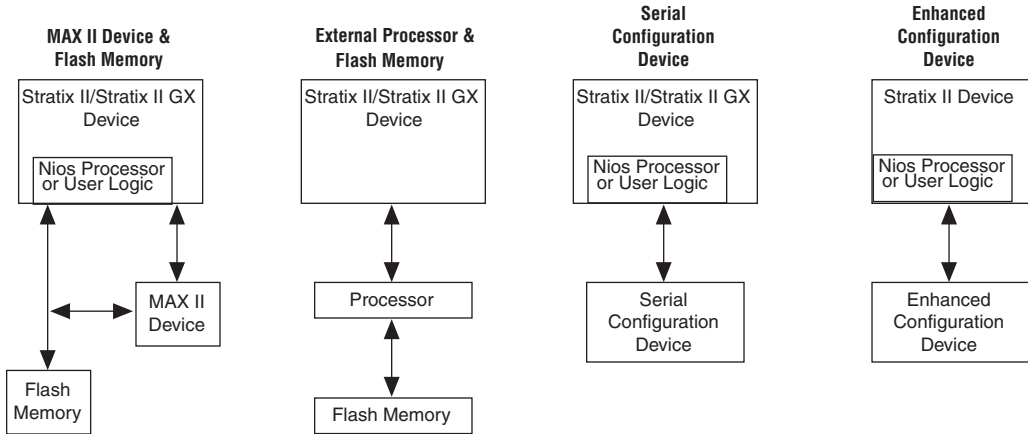 MAX II Device &
Flash Memory
Stratix II/Stratix II GX
Device
Nios Processor
or User Logic
MAX II
Device
Flash
Memory
External Processor &
Flash Memory
Stratix II/Stratix II GX
Device
Processor
Flash Memory
Serial
Configuration
Device
Stratix II/Stratix II GX
Device
Nios Processor
or User Logic
Serial
Configuration
Device
Enhanced
Configuration
Device
Stratix II Device
Nios Processor
or User Logic
Enhanced
Configuration
Device